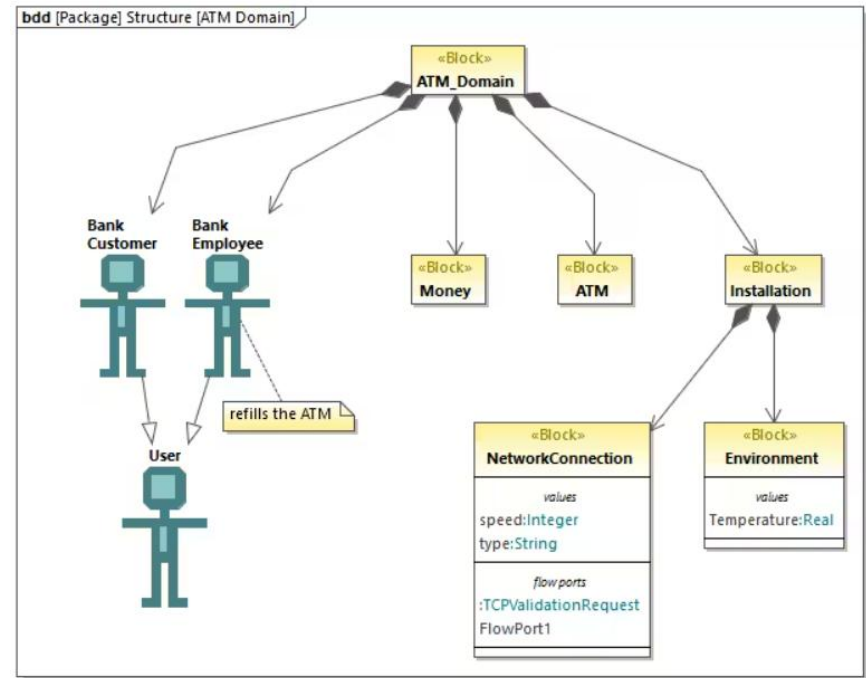 bdd [Package] Structure [ATM Domain]
«Block»
ATM_Domain
Bank
Customer
Bank
Employee
«Block»
Money
«Block»
ATM
«Block»
Installation
refills the ATM
User
«Block»
NetworkConnection
values
speed:Integer
type:String
flow ports
:TCPValidationRequest
FlowPort1
«Block»
Environment
values
Temperature:Real